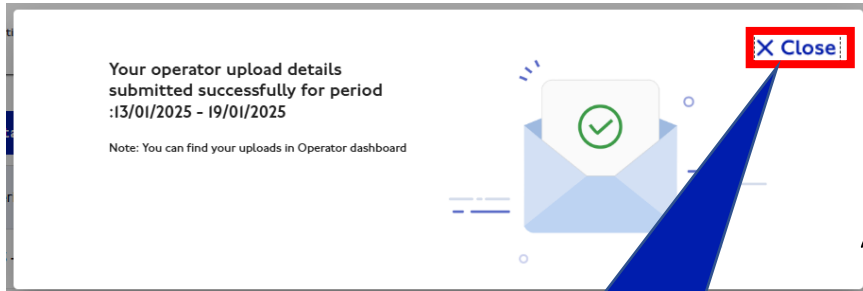 X Close
Your operator upload details
submitted successfully for period
:13/01/2025 - 19/01/2025
Note: You can find your uploads in Operator dashboard